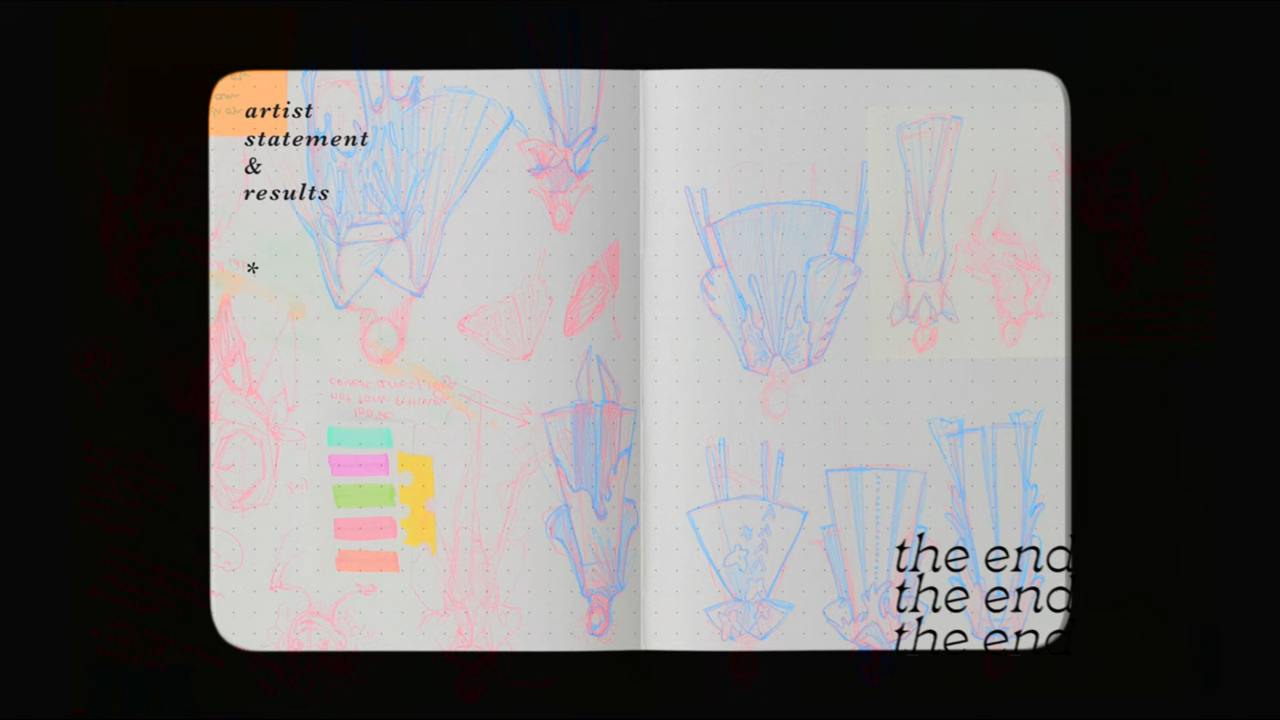 artist
statement
&
results
*
the end
the end
the end